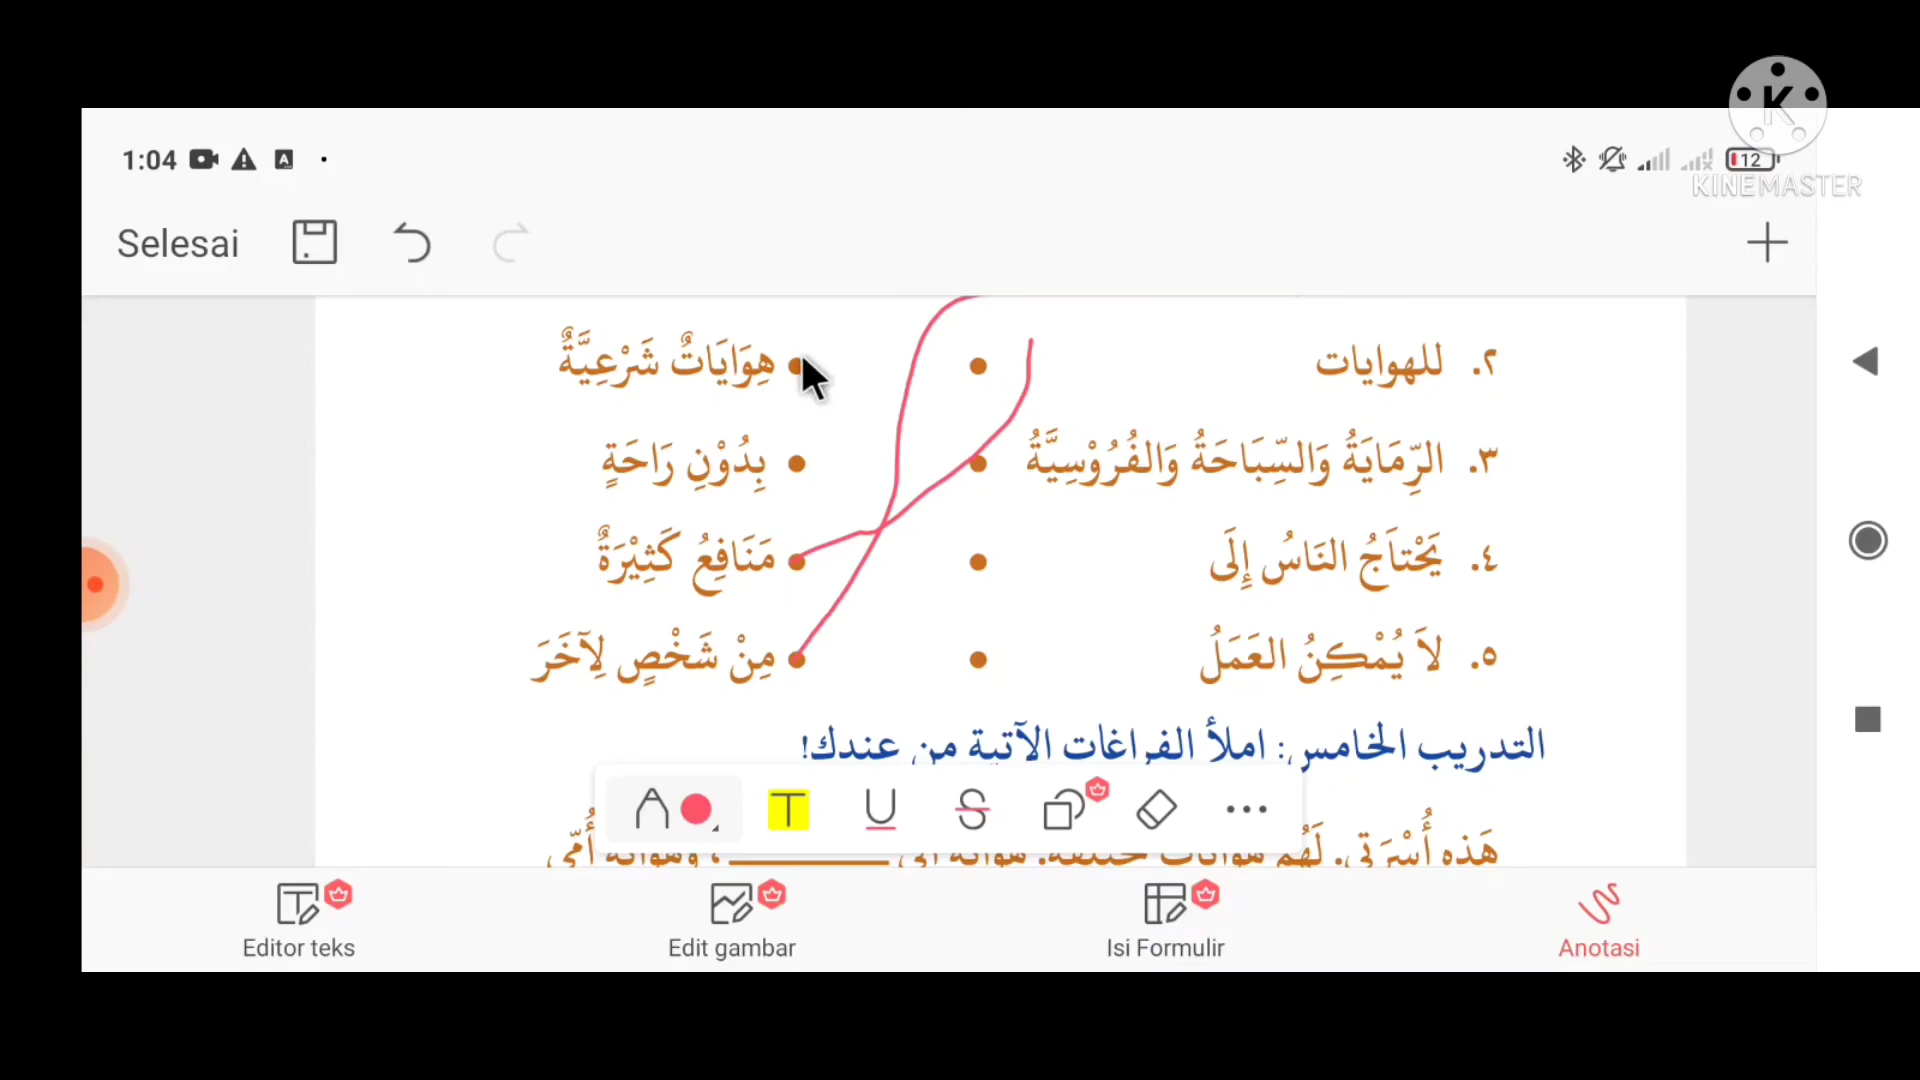 KINEMASTER
1:04
12
Selesai
٢. للهوايات • • هِوَايَاتٌ شَرْعِيَّةٌ
٣. الرِّمَايَةُ وَالسِّبَاحَةُ وَالفُرُوْسِيَّةُ • • بِدُوْنِ رَاحَةٍ
٤. يَحْتاَجُ النَاسُ إِلَى • • مَنَافِعُ كَثِيْرَةٌ
٥. لاَ يُمْكِنُ العَمَلُ • • مِنْ شَخْصٍ لِآخَرَ
التدريب الخامس: املأ الفراغات الآتية من عندك!
هَذِهِ أُسْرَتِي. لَهُم
Editor teks
Edit gambar
Isi Formulir
Anotasi